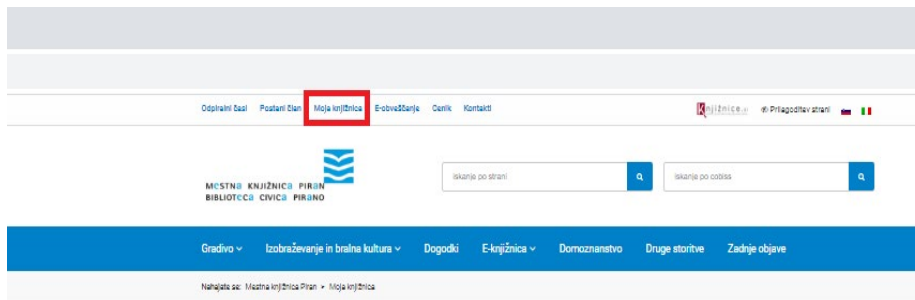 Odpiralni časi Postani član Moja knjižnica E-obveščanje Cenik Kontakti Knjižnice.si Prilagoditev strani
iskanje po strani iskanje po cobiss
MESTNA KNJIŽNICA PIRAN
BIBLIOTECA CIVICA PIRANO
Gradivo Izobraževanje in bralna kultura Dogodki E-knjižnica Domoznanstvo Druge storitve Zadnje objave
Nahajate se: Mestna knjižnica Piran ▸ Moja knjižnica